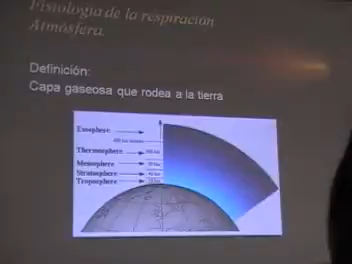 Fisiología de la respiración
Atmósfera.
Definición:
Capa gaseosa que rodea a la tierra
Exosphere
Thermosphere
Mesosphere
Stratosphere
Troposphere